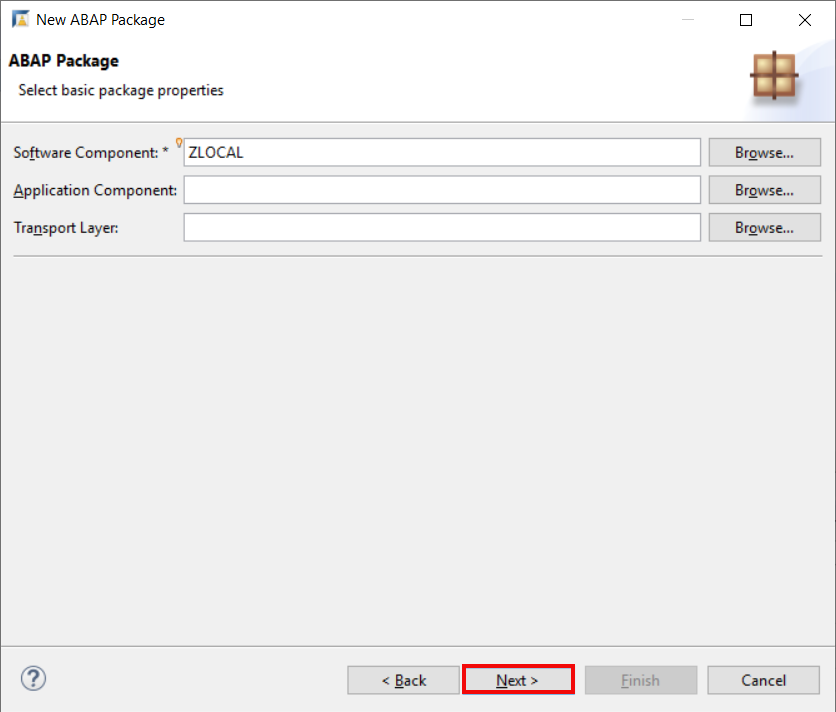 New ABAP Package
ABAP Package
Select basic package properties
Software Component: * ZLOCAL Browse...
Application Component: Browse...
Transport Layer: Browse...
? < Back Next > Finish Cancel